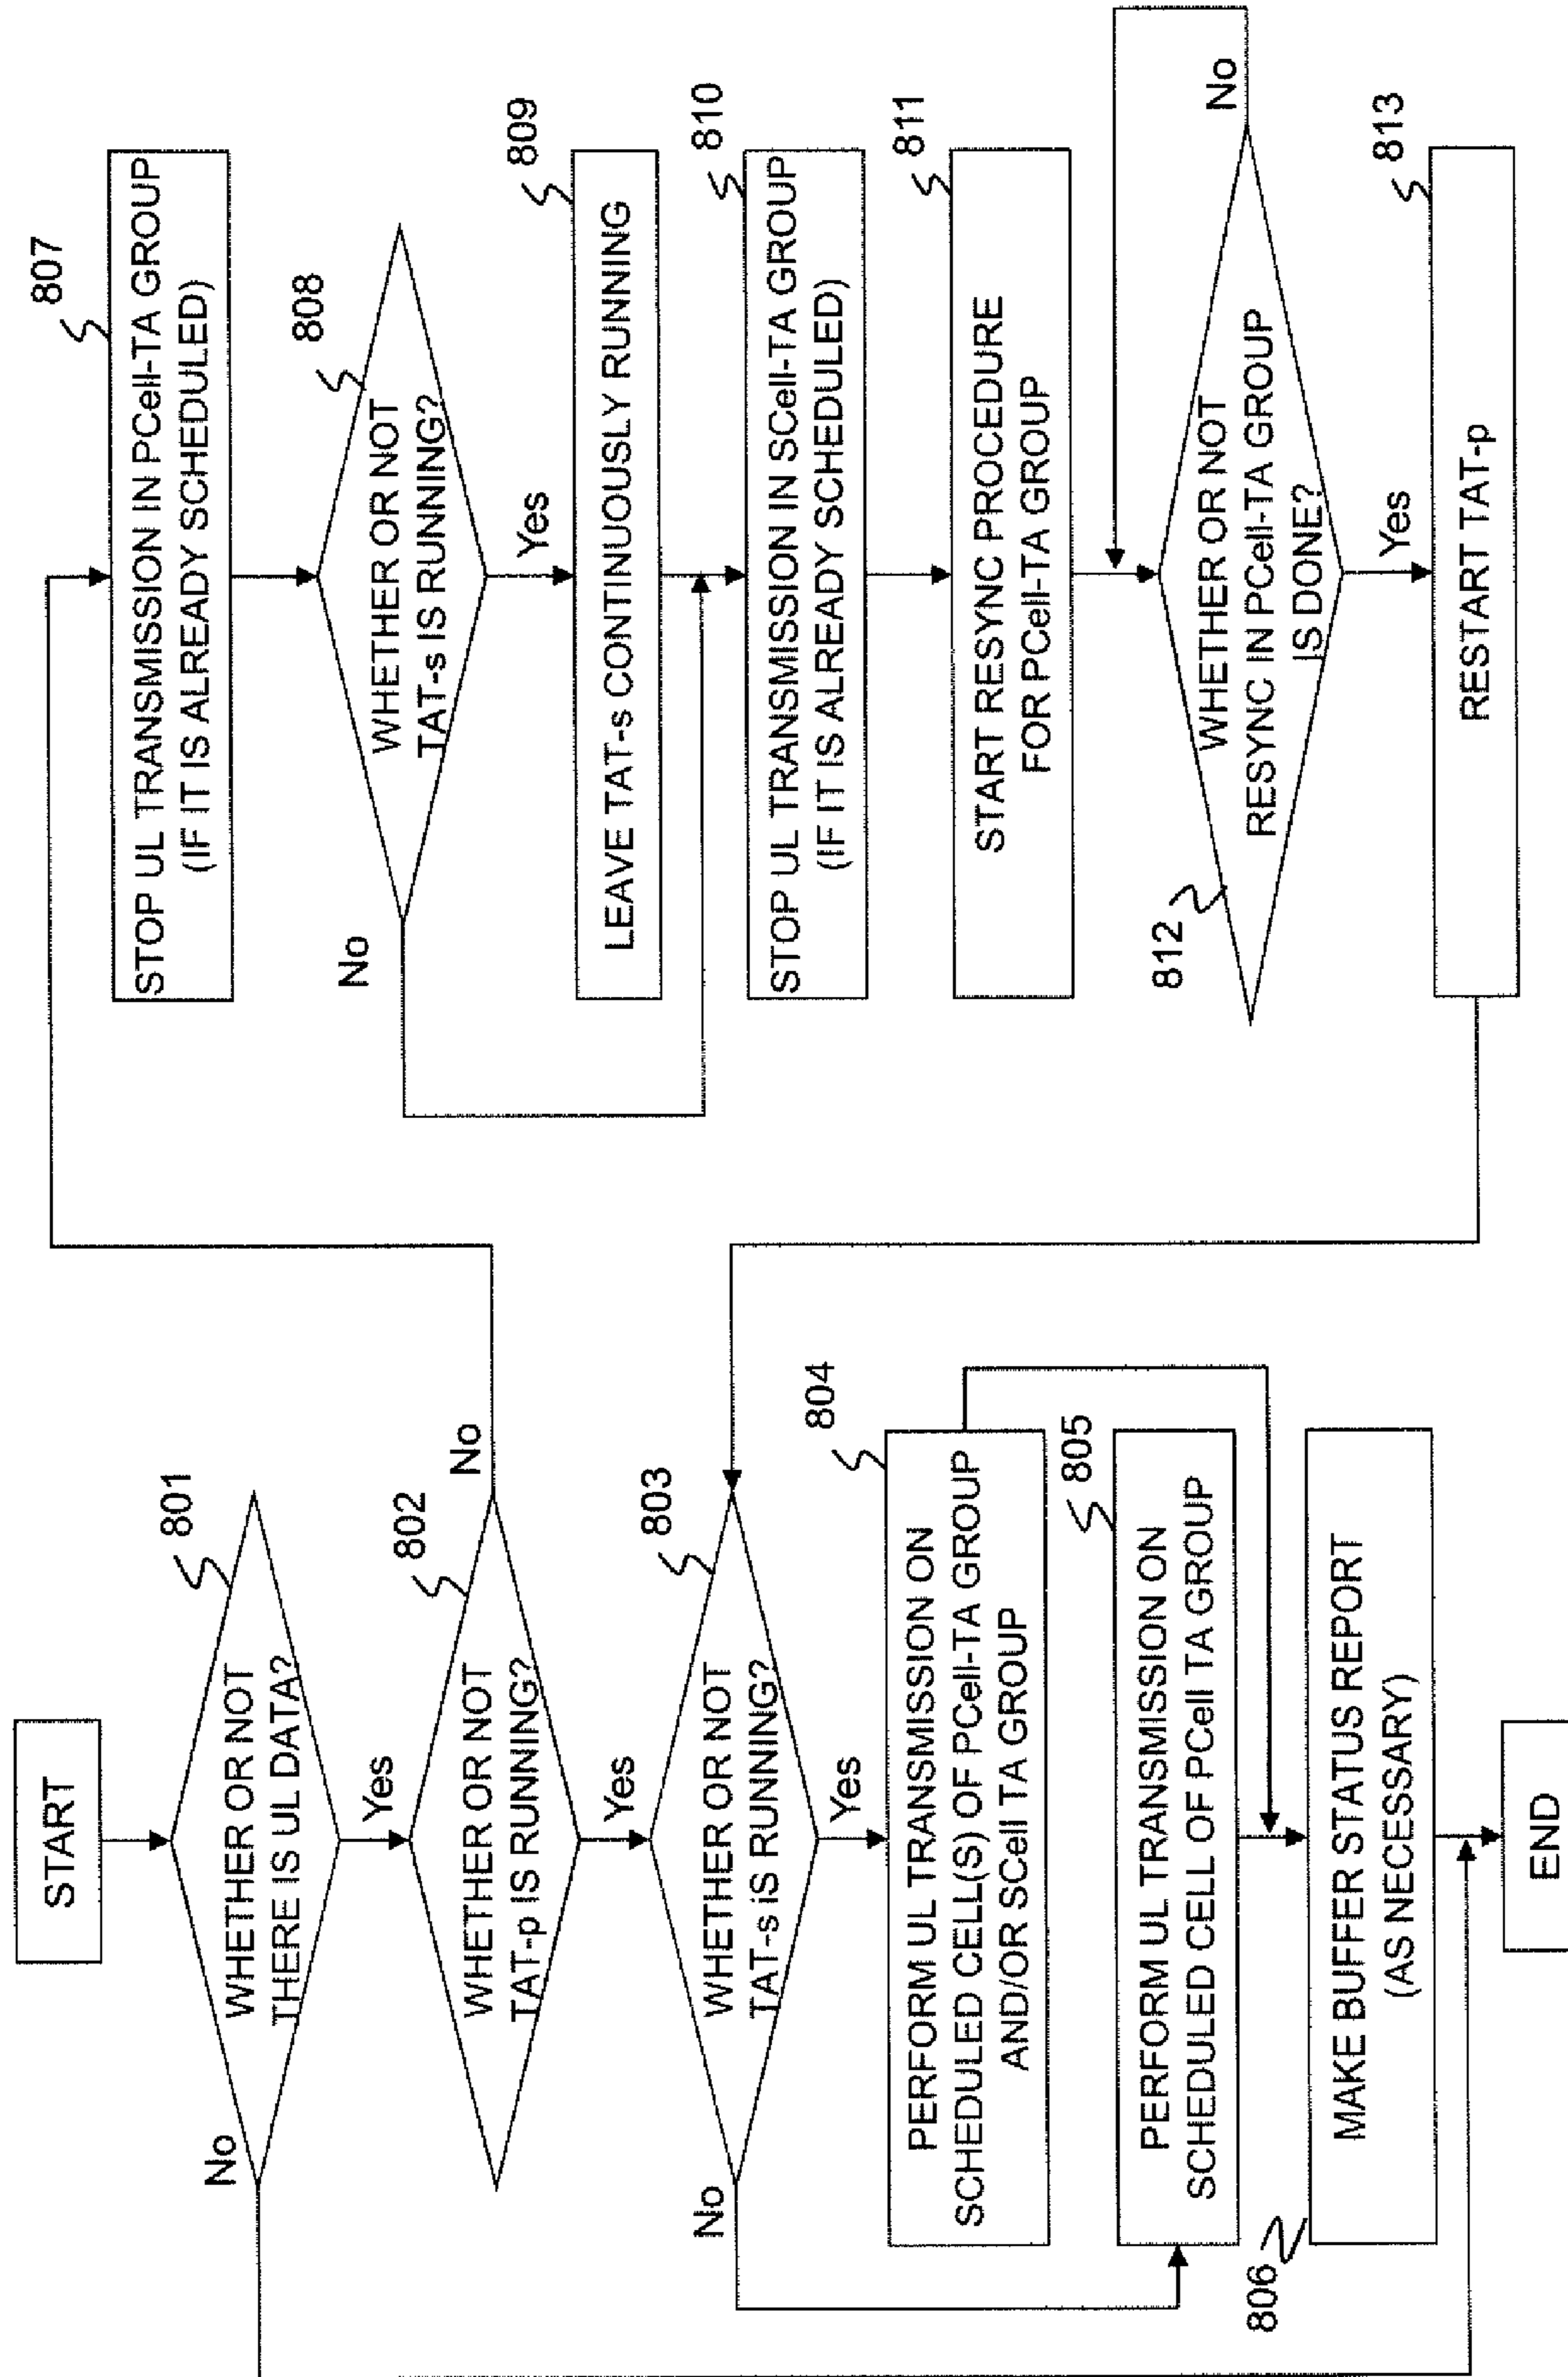 START
801
WHETHER OR NOT
THERE IS UL DATA?
No
Yes
802
WHETHER OR NOT
TAT-p IS RUNNING?
No
Yes
803
WHETHER OR NOT
TAT-s iS RUNNING?
No
Yes
804
PERFORM UL TRANSMISSION ON
SCHEDULED CELL(S) OF PCell-TA GROUP
AND/OR SCell TA GROUP
805
PERFORM UL TRANSMISSION ON
SCHEDULED CELL OF PCell TA GROUP
806
MAKE BUFFER STATUS REPORT
(AS NECESSARY)
END
807
STOP UL TRANSMISSION IN PCell-TA GROUP
(IF IT IS ALREADY SCHEDULED)
808
WHETHER OR NOT
TAT-s IS RUNNING?
No
Yes
809
LEAVE TAT-s CONTINUOUSLY RUNNING
810
STOP UL TRANSMISSION IN SCell-TA GROUP
(IF IT IS ALREADY SCHEDULED)
811
START RESYNC PROCEDURE
FOR PCell-TA GROUP
812
WHETHER OR NOT
RESYNC IN PCell-TA GROUP
IS DONE?
No
Yes
813
RESTART TAT-p